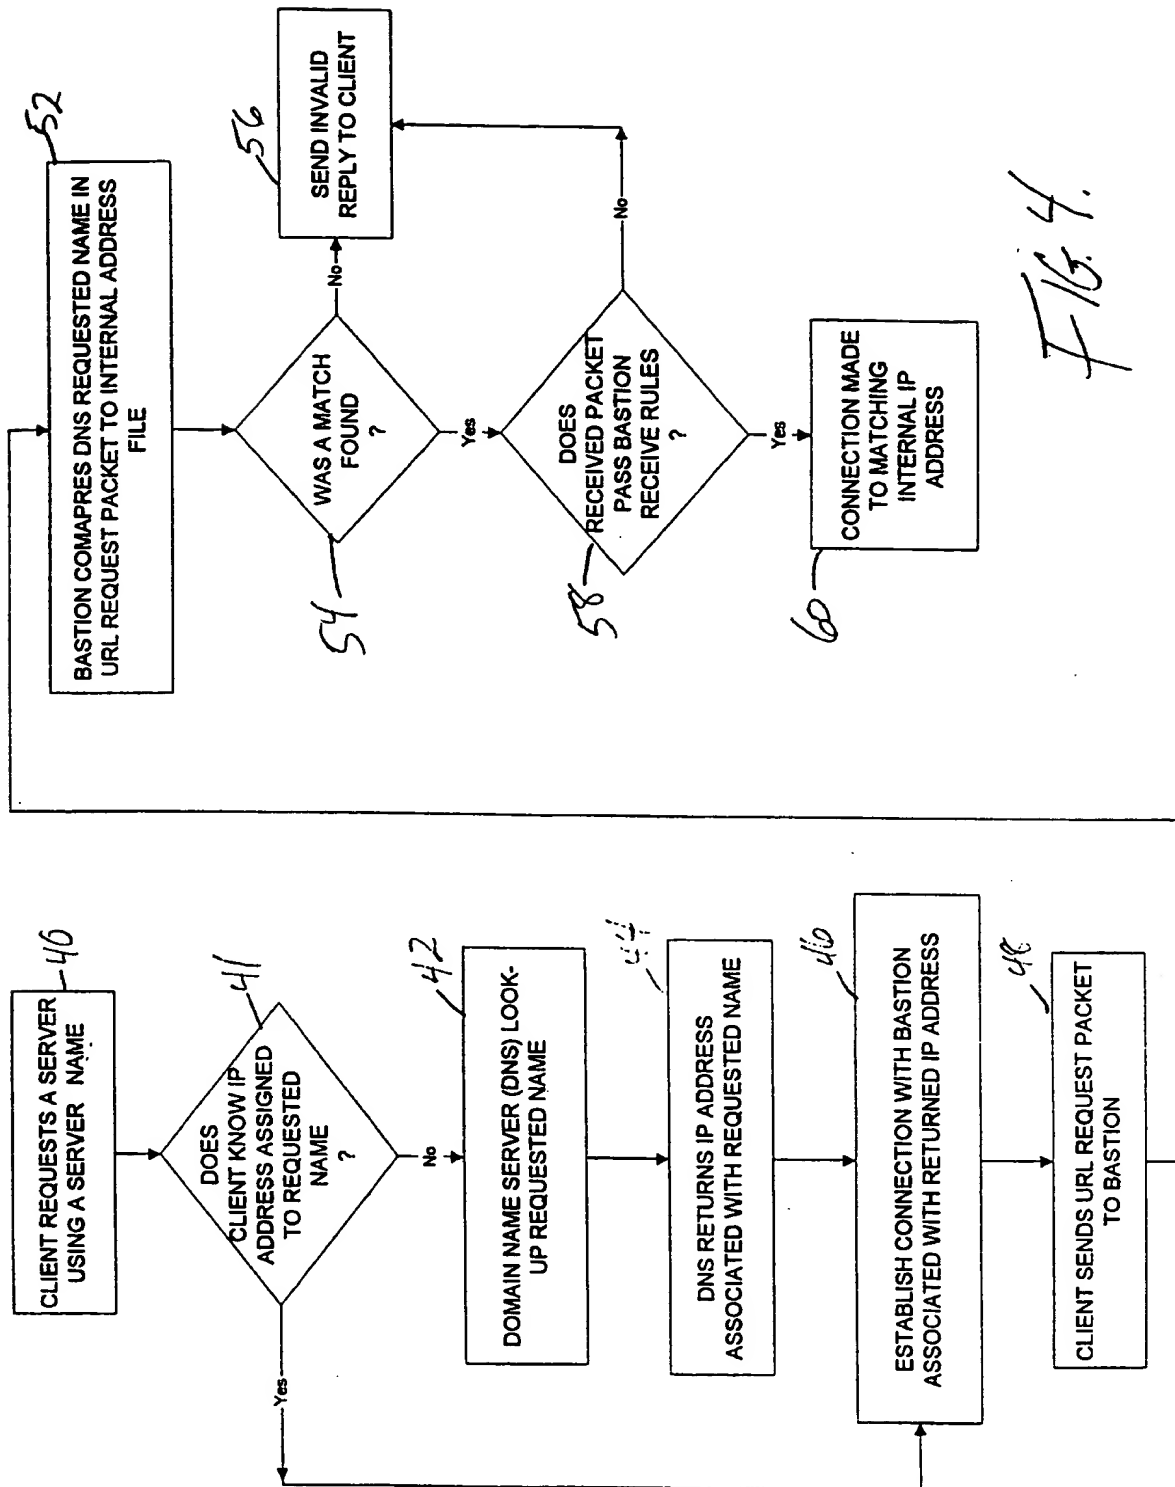 CLIENT REQUESTS A SERVER
USING A SERVER NAME
40
DOES
CLIENT KNOW IP
ADDRESS ASSIGNED
TO REQUESTED
NAME
?
41
Yes
No
DOMAIN NAME SERVER (DNS) LOOK-
UP REQUESTED NAME
42
DNS RETURNS IP ADDRESS
ASSOCIATED WITH REQUESTED NAME
44
ESTABLISH CONNECTION WITH BASTION
ASSOCIATED WITH RETURNED IP ADDRESS
46
CLIENT SENDS URL REQUEST PACKET
TO BASTION
48
BASTION COMAPRES DNS REQUESTED NAME IN
URL REQUEST PACKET TO INTERNAL ADDRESS
FILE
52
WAS A MATCH
FOUND
?
54
No
Yes
SEND INVALID
REPLY TO CLIENT
56
DOES
RECEIVED PACKET
PASS BASTION
RECEIVE RULES
?
58
No
Yes
CONNECTION MADE
TO MATCHING
INTERNAL IP
ADDRESS
60
FIG. 4.